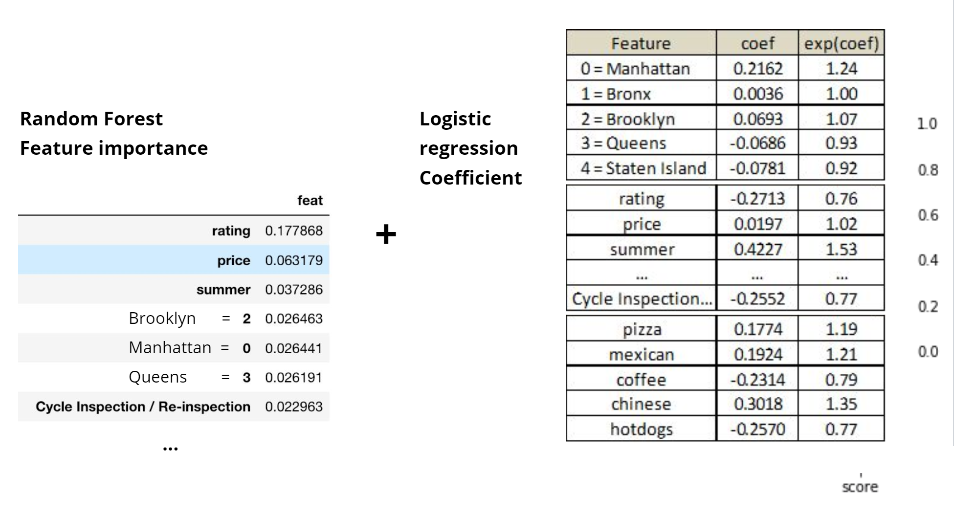 Random Forest
Feature importance
feat
rating 0.177868
price 0.063179
summer 0.037286
Brooklyn = 2 0.026463
Manhattan = 0 0.026441
Queens = 3 0.026191
Cycle Inspection / Re-inspection 0.022963
...
+
Logistic
regression
Coefficient
Feature coef exp(coef)
0 = Manhattan 0.2162 1.24
1 = Bronx 0.0036 1.00
2 = Brooklyn 0.0693 1.07
3 = Queens -0.0686 0.93
4 = Staten Island -0.0781 0.92
rating -0.2713 0.76
price 0.0197 1.02
summer 0.4227 1.53
... ... ...
Cycle Inspection... -0.2552 0.77
pizza 0.1774 1.19
mexican 0.1924 1.21
coffee -0.2314 0.79
chinese 0.3018 1.35
hotdogs -0.2570 0.77
1.0
0.8
0.6
0.4
0.2
0.0
score